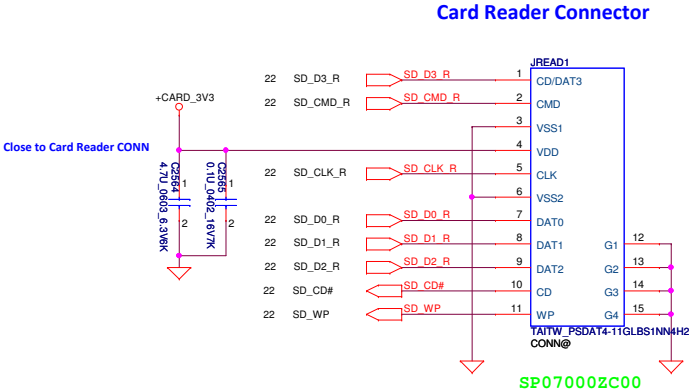 Card Reader Connector
JREAD1
22 SD_D3_R SD_D3_R 1 CD/DAT3
+CARD_3V3
22 SD_CMD_R SD_CMD_R 2 CMD
3 VSS1
Close to Card Reader CONN
4 VDD
C2564
4.7U_0603_6.3V6K
1
2
C2565
0.1U_0402_16V7K
1
2
22 SD_CLK_R SD_CLK_R 5 CLK
6 VSS2
22 SD_D0_R SD_D0_R 7 DAT0
22 SD_D1_R SD_D1_R 8 DAT1 G1 12
22 SD_D2_R SD_D2_R 9 DAT2 G2 13
22 SD_CD# SD_CD# 10 CD G3 14
22 SD_WP SD_WP 11 WP G4 15
TAITW_PSDAT4-11GLBS1NN4H2
CONN@
SP07000ZC00